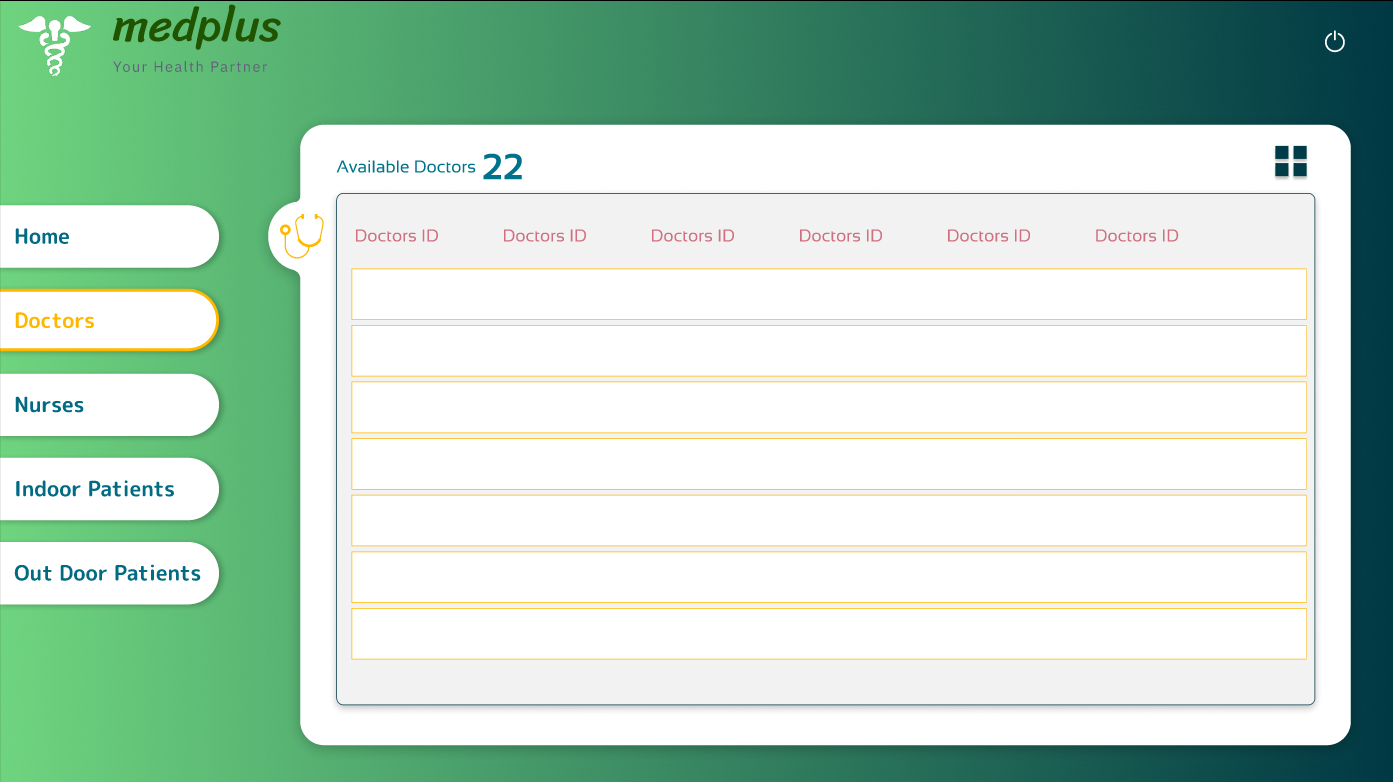 medplus
Your Health Partner
Available Doctors 22
Home
Doctors
Nurses
Indoor Patients
Out Door Patients
Doctors ID Doctors ID Doctors ID Doctors ID Doctors ID Doctors ID